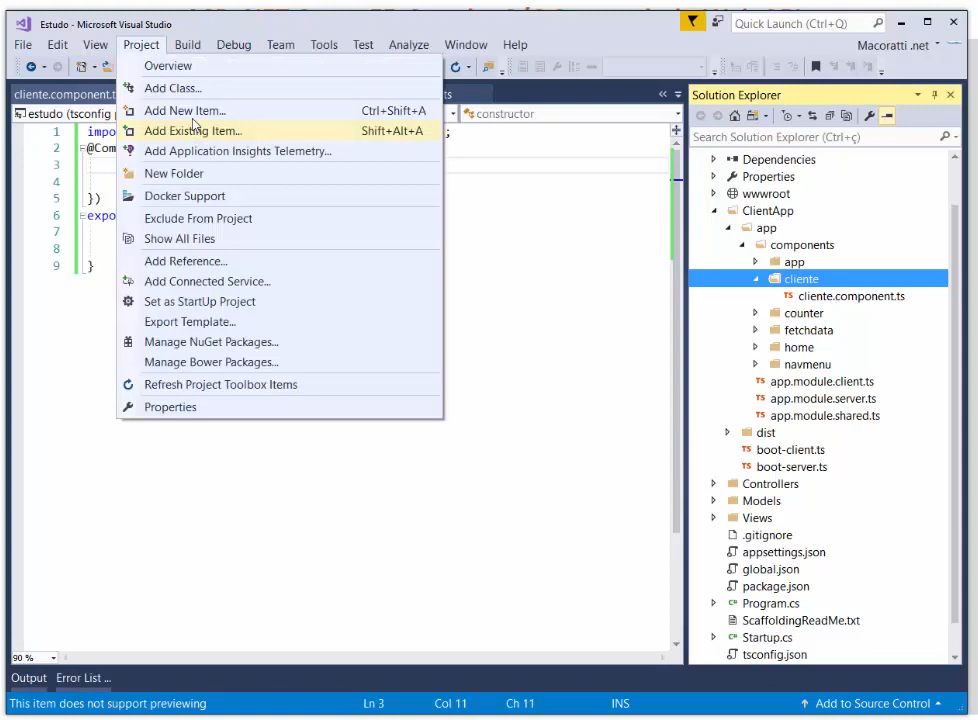 Estudo - Microsoft Visual Studio
Quick Launch (Ctrl+Q)
File Edit View Project Build Debug Team Tools Test Analyze Window Help
Macoratti .net
Overview
Add Class...
Add New Item... Ctrl+Shift+A
Add Existing Item... Shift+Alt+A
Add Application Insights Telemetry...
New Folder
Docker Support
Exclude From Project
Show All Files
Add Reference...
Add Connected Service...
Set as StartUp Project
Export Template...
Manage NuGet Packages...
Manage Bower Packages...
Refresh Project Toolbox Items
Properties
cliente.component.t
ts
estudo (tsconfig p
constructor
1 impo ;
2 @Com
3
4
5 })
6 expo
7
8
9 }
90 %
Solution Explorer
Search Solution Explorer (Ctrl+ç)
Dependencies
Properties
wwwroot
ClientApp
app
components
app
cliente
TS cliente.component.ts
counter
fetchdata
home
navmenu
TS app.module.client.ts
TS app.module.server.ts
TS app.module.shared.ts
dist
TS boot-client.ts
TS boot-server.ts
Controllers
Models
Views
.gitignore
appsettings.json
global.json
package.json
C# Program.cs
ScaffoldingReadMe.txt
C# Startup.cs
tsconfig.json
Output Error List ...
This item does not support previewing Ln 3 Col 11 Ch 11 INS Add to Source Control